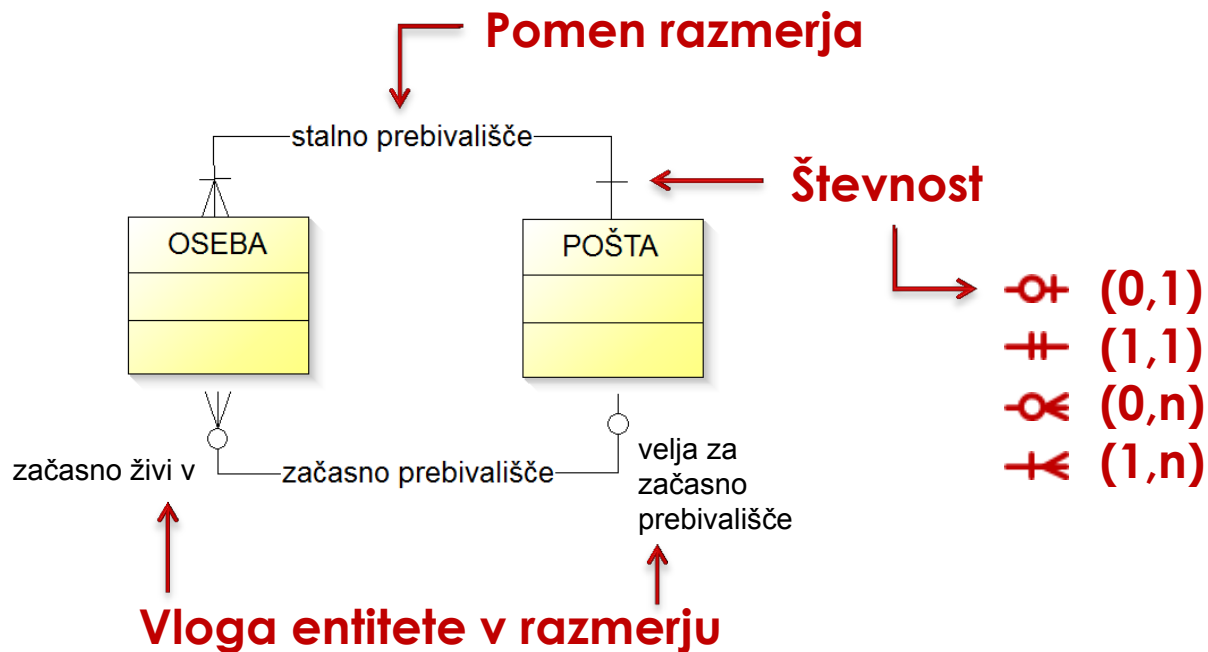 Pomen razmerja
stalno prebivališče
Števnost
OSEBA
POŠTA
(0,1)
(1,1)
(0,n)
(1,n)
začasno živi v
začasno prebivališče
velja za
začasno
prebivališče
Vloga entitete v razmerju